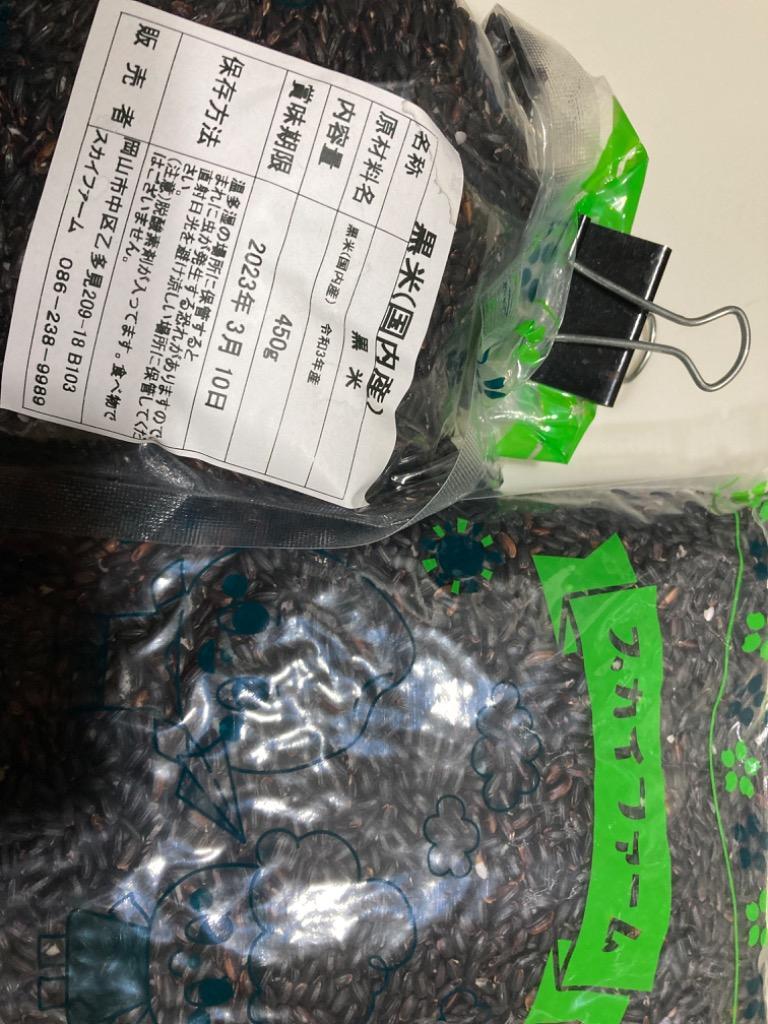 名称 黒米(国内産)
原材料名 黒米
黒米(国内産) 令和3年産
内容量 450g
賞味期限 2023年 3月 10日
保存方法 温多湿の場所に保管すると
まれに虫が発生する恐れがありますので
直射日光を避け涼しい場所に保管してくだ
さい。
(注意)脱酸素剤が入ってます。食べ物で
はございません。
販売者 岡山市中区乙多見209-18 B103
スカイファーム 086-238-9989
スカイファーム